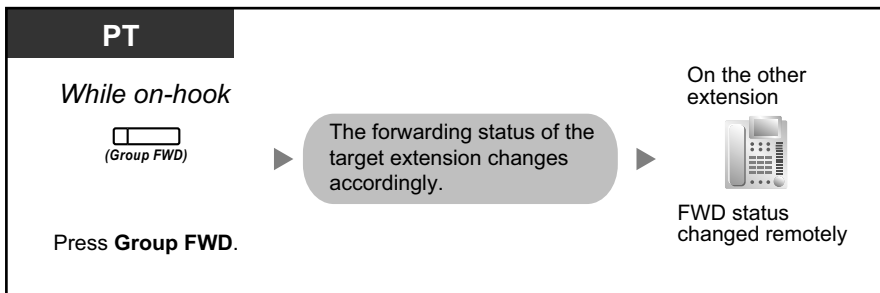 PT
While on-hook
(Group FWD)
Press Group FWD.
The forwarding status of the
target extension changes
accordingly.
On the other
extension
FWD status
changed remotely